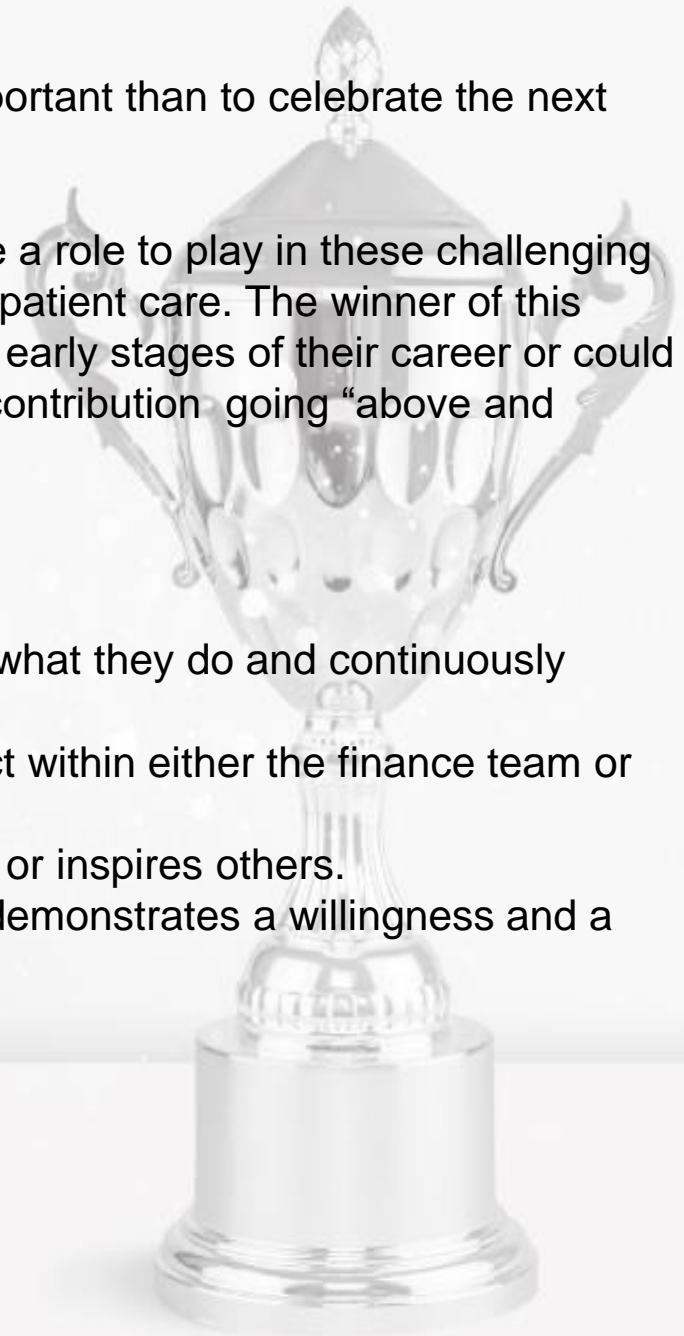 portant than to celebrate the next
e a role to play in these challenging
patient care. The winner of this
early stages of their career or could
contribution  going “above and
what they do and continuously
ct within either the finance team or
or inspires others.
demonstrates a willingness and a